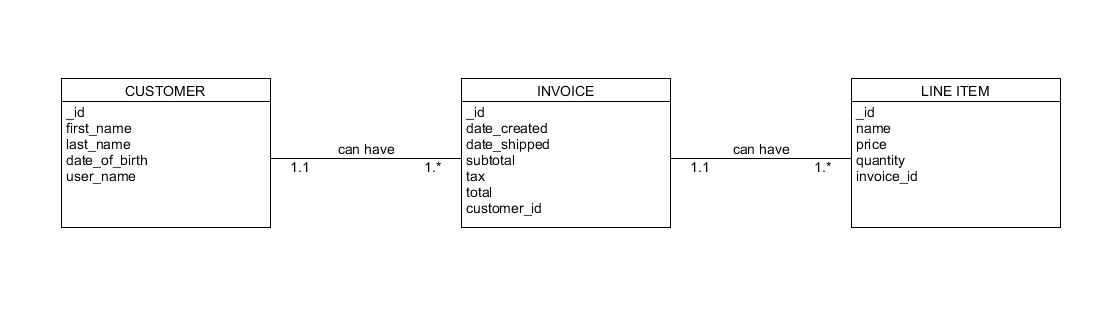 CUSTOMER
_id
first_name
last_name
date_of_birth
user_name
can have
1.1
1.*
INVOICE
_id
date_created
date_shipped
subtotal
tax
total
customer_id
can have
1.1
1.*
LINE ITEM
_id
name
price
quantity
invoice_id